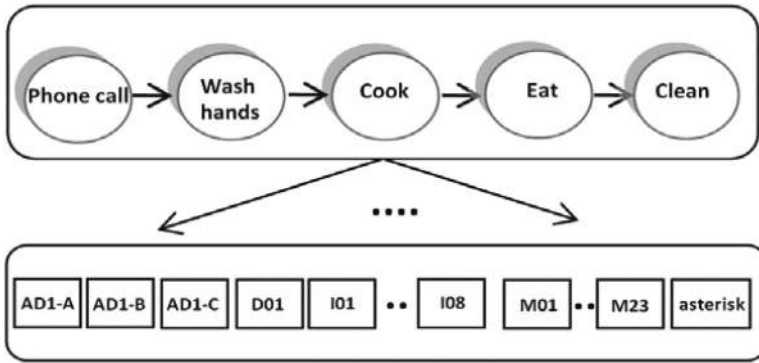 Phone call
Wash
hands
Cook
Eat
Clean
....
AD1-A AD1-B AD1-C D01 I01 .. I08 M01 .. M23 asterisk